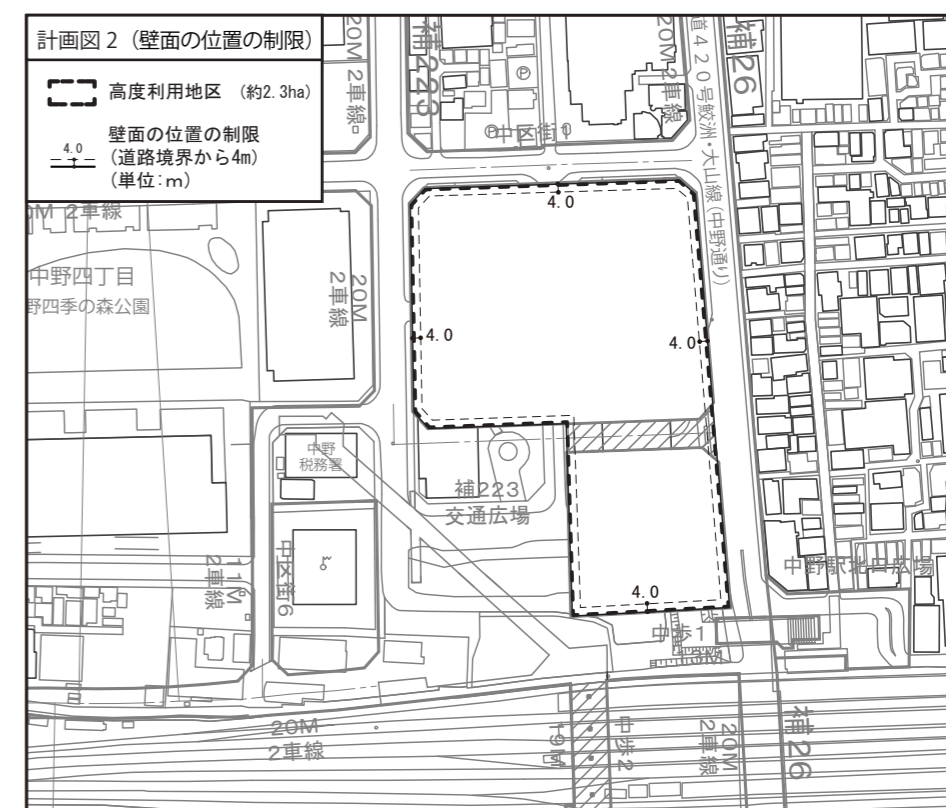 計画図2（壁面の位置の制限）
高度利用地区 （約2.3ha）
4.0
壁面の位置の制限
（道路境界から4m）
（単位：m）
20M
2車線
補223
Ⓟ
Ⓟ
中区街1
20M
2車線
道420号鮫洲・大山線（中野通り）
補26
2車線
中野四丁目
野四季の森公園
20M
2車線
4.0
4.0
4.0
中野
税務署
補223
交通広場
11M
2車線
中区街6
4.0
中野駅北口広場
中歩1
20M
2車線
19M
中歩2
20M
2車線
補26